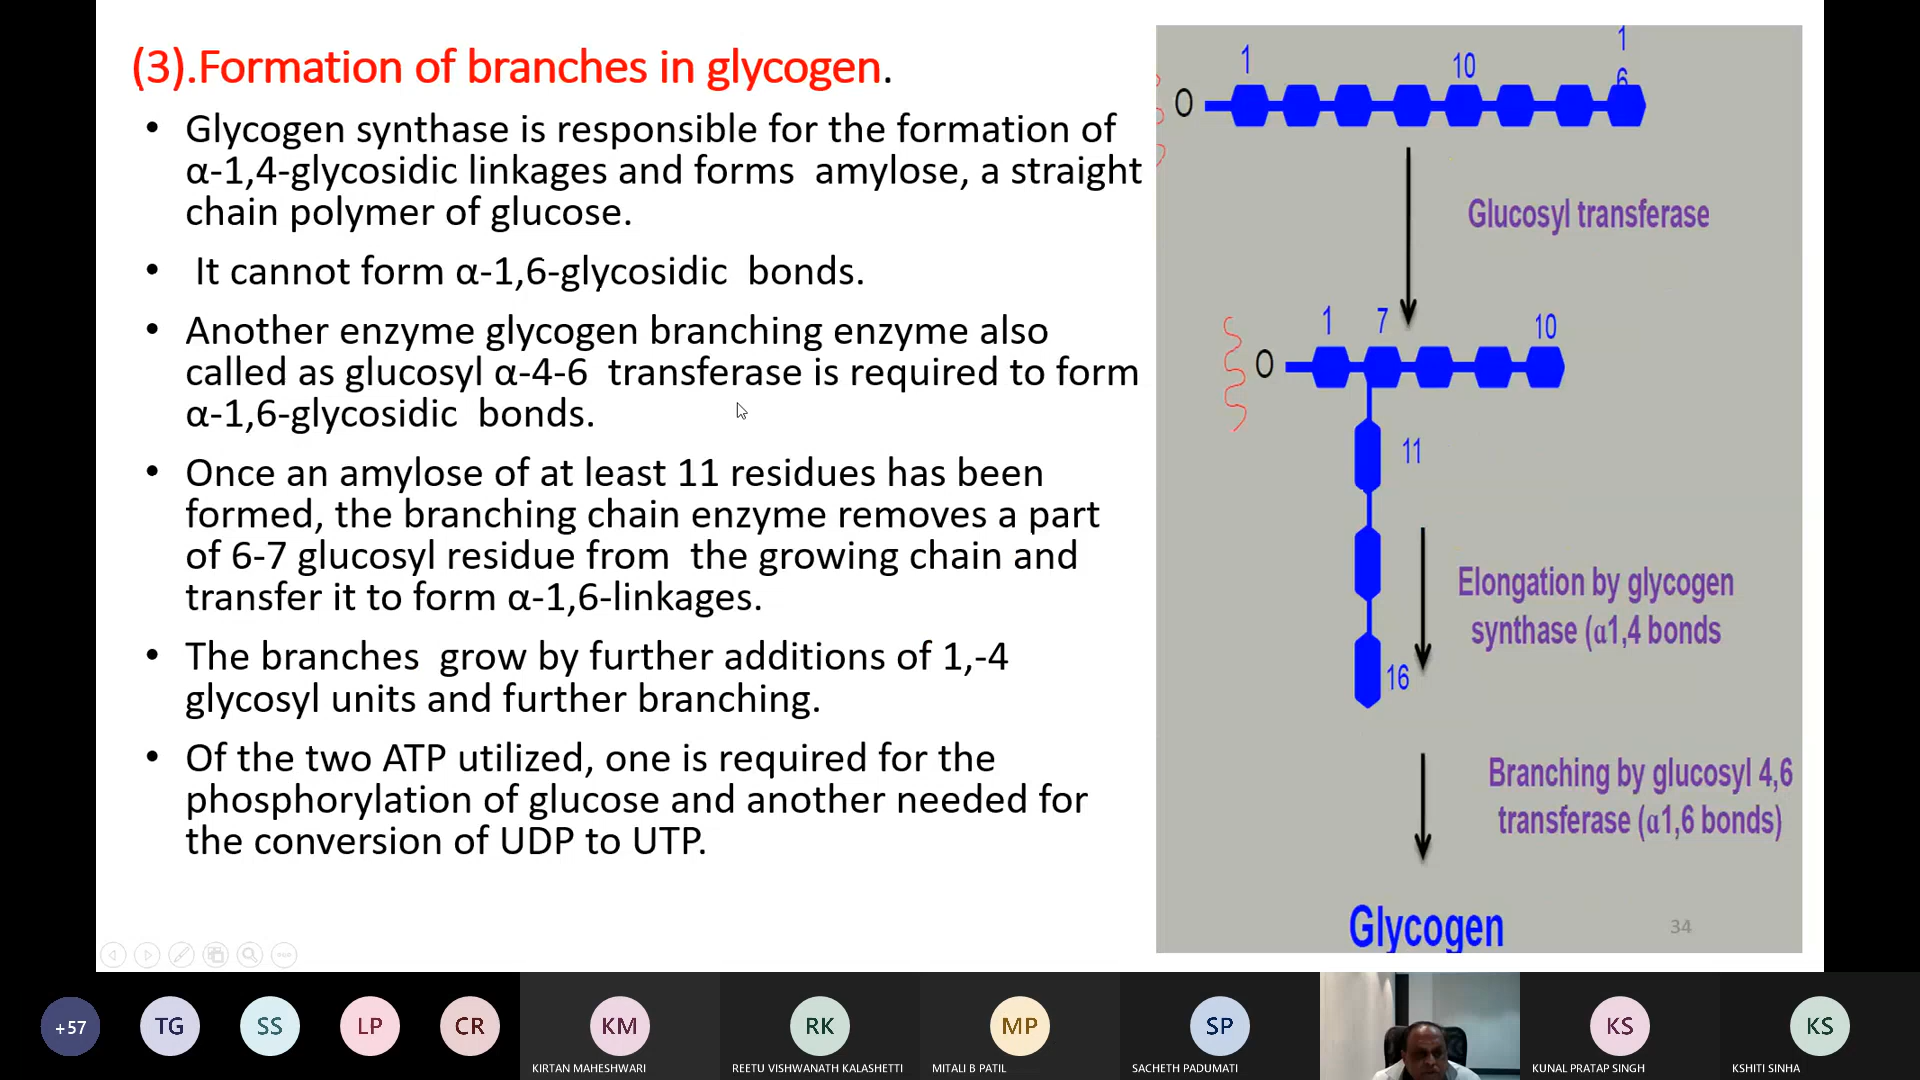 (3).Formation of branches in glycogen.
• Glycogen synthase is responsible for the formation of
α-1,4-glycosidic linkages and forms amylose, a straight
chain polymer of glucose.
• It cannot form α-1,6-glycosidic bonds.
• Another enzyme glycogen branching enzyme also
called as glucosyl α-4-6 transferase is required to form
α-1,6-glycosidic bonds.
• Once an amylose of at least 11 residues has been
formed, the branching chain enzyme removes a part
of 6-7 glucosyl residue from the growing chain and
transfer it to form α-1,6-linkages.
• The branches grow by further additions of 1,-4
glycosyl units and further branching.
• Of the two ATP utilized, one is required for the
phosphorylation of glucose and another needed for
the conversion of UDP to UTP.
1 10 1
6
O
Glucosyl transferase
1 7 10
O
11
Elongation by glycogen
synthase (α1,4 bonds
16
Branching by glucosyl 4,6
transferase (α1,6 bonds)
Glycogen
34
+57 TG SS LP CR KM RK MP SP KS KS
KIRTAN MAHESHWARI REETU VISHWANATH KALASHETTI MITALI B PATIL SACHETH PADUMATI KUNAL PRATAP SINGH KSHITI SINHA